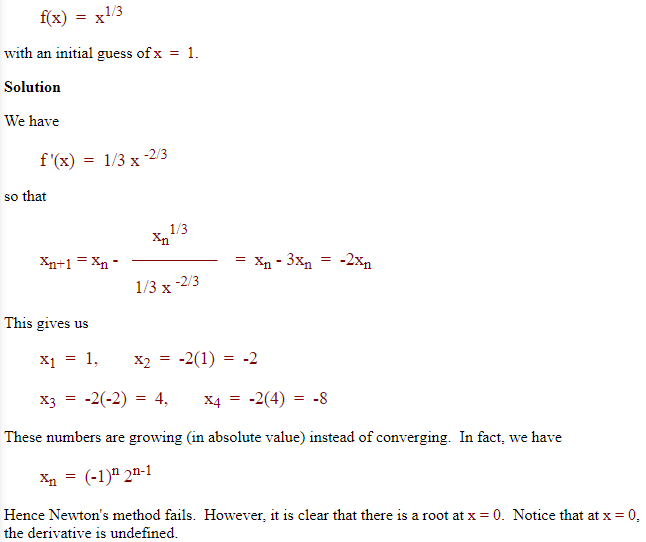 f(x) = x^1/3
with an initial guess of x = 1.
Solution
We have
f '(x) = 1/3 x^-2/3
so that
x_n^1/3
x_n+1 = x_n - ————— = x_n - 3x_n = -2x_n
1/3 x^-2/3
This gives us
x_1 = 1, x_2 = -2(1) = -2
x_3 = -2(-2) = 4, x_4 = -2(4) = -8
These numbers are growing (in absolute value) instead of converging. In fact, we have
x_n = (-1)^n 2^n-1
Hence Newton's method fails. However, it is clear that there is a root at x = 0. Notice that at x = 0,
the derivative is undefined.